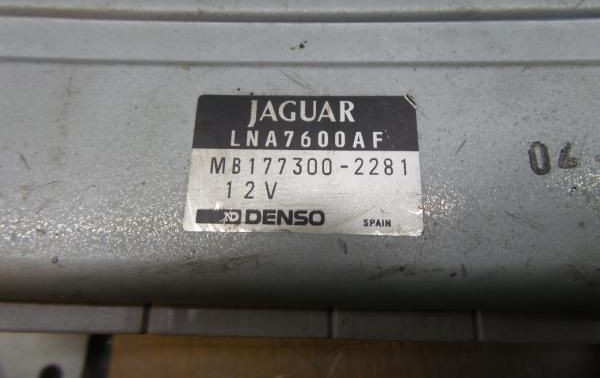 JAGUAR
LNA7600AF
MB177300-2281
12V
DENSO
SPAIN